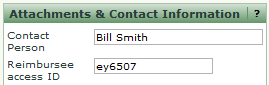 Attachments & Contact Information ?
Contact Person Bill Smith
Reimbursee access ID ey6507